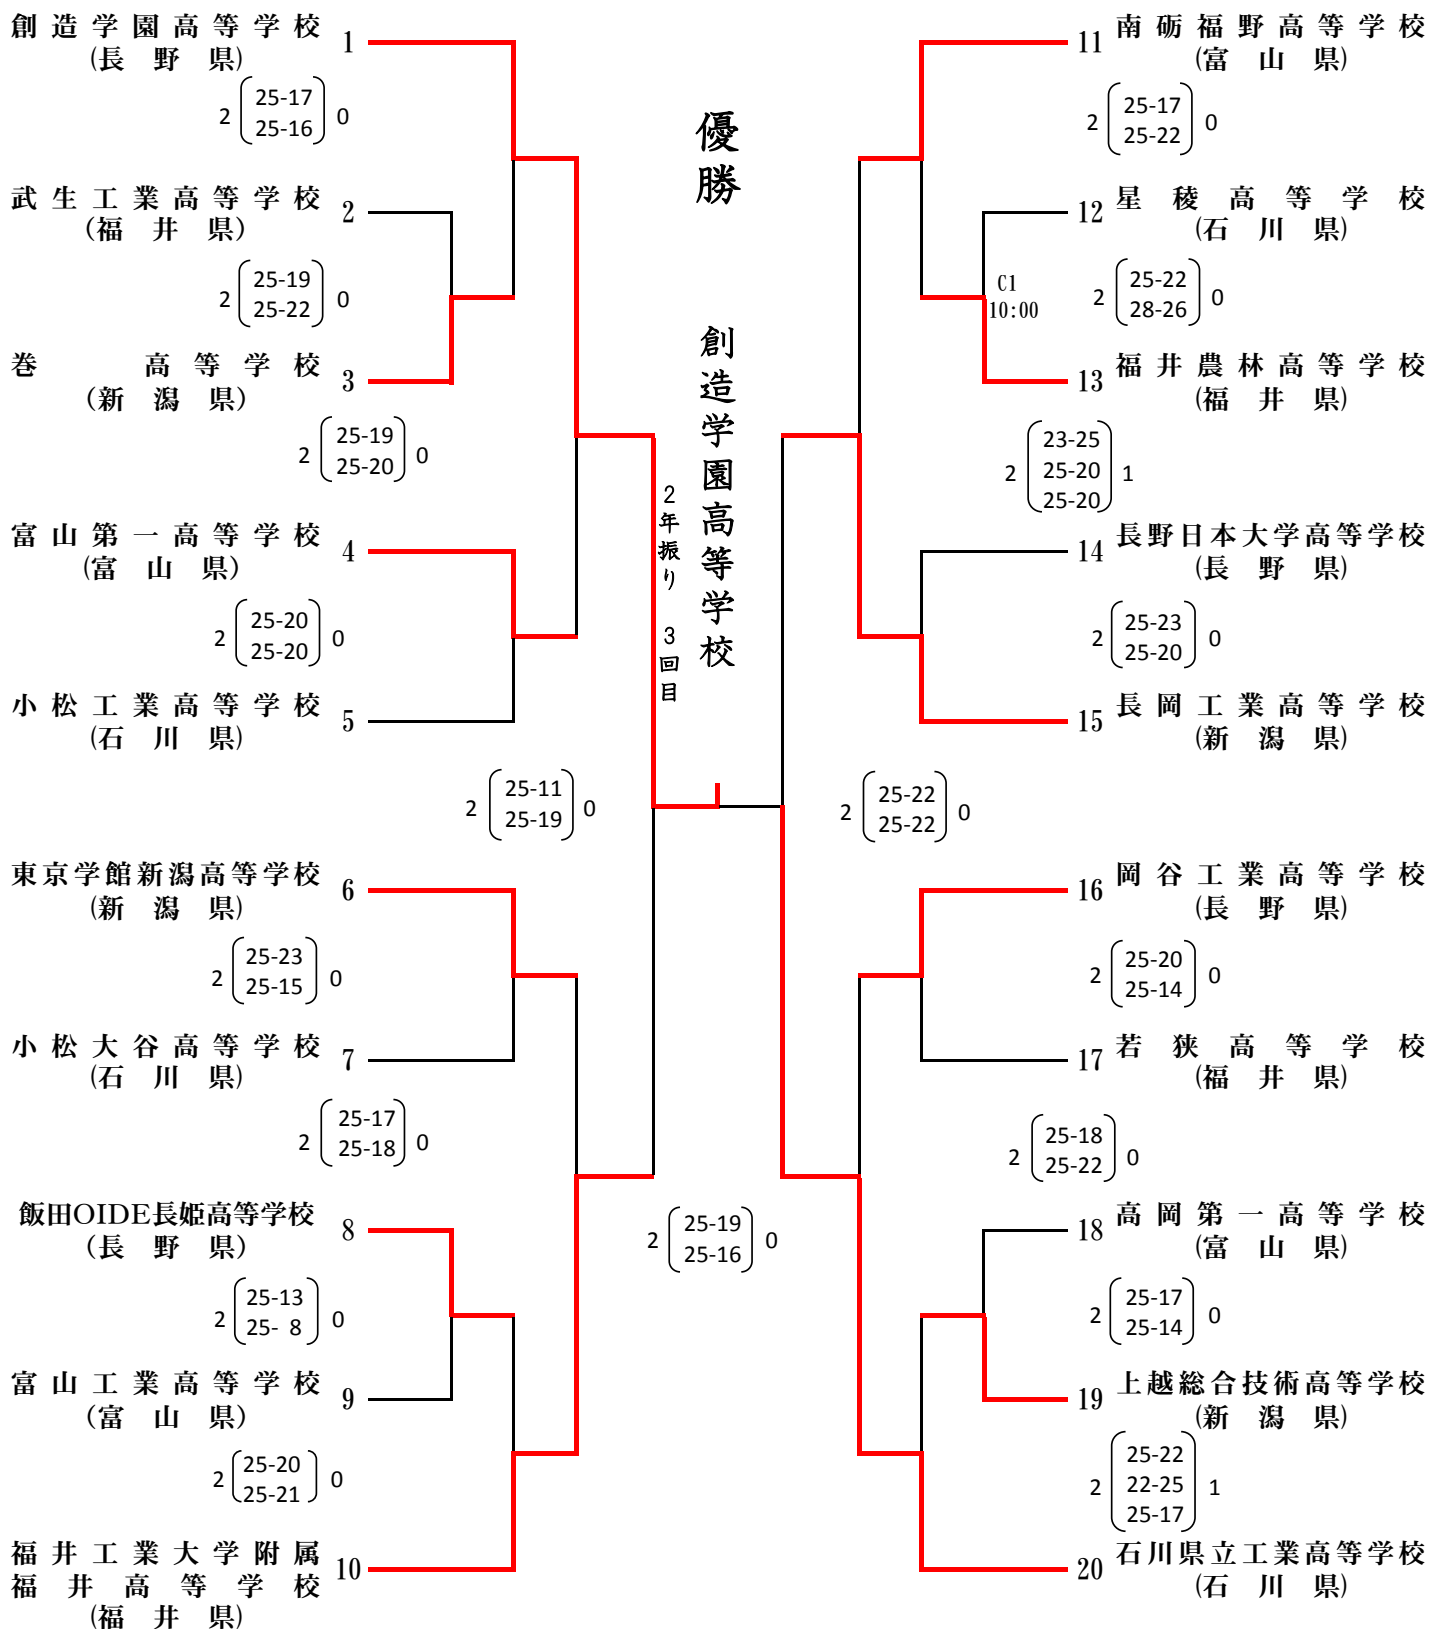 創造学園高等学校
(長野県)
1
2 25-17 0
25-16
武生工業高等学校
(福井県)
2
2 25-19 0
25-22
巻高等学校
(新潟県)
3
2 25-19 0
25-20
富山第一高等学校
(富山県)
4
2 25-20 0
25-20
小松工業高等学校
(石川県)
5
2 25-11 0
25-19
東京学館新潟高等学校
(新潟県)
6
2 25-23 0
25-15
小松大谷高等学校
(石川県)
7
2 25-17 0
25-18
飯田OIDE長姫高等学校
(長野県)
8
2 25-13 0
25- 8
富山工業高等学校
(富山県)
9
2 25-20 0
25-21
福井工業大学附属
福井高等学校
(福井県)
10
優勝
創造学園高等学校
2年振り 3回目
2 25-19 0
25-16
11
南砺福野高等学校
(富山県)
2 25-17 0
25-22
12
星稜高等学校
(石川県)
C1
10:00
2 25-22 0
28-26
13
福井農林高等学校
(福井県)
23-25
2 25-20 1
25-20
14
長野日本大学高等学校
(長野県)
2 25-23 0
25-20
15
長岡工業高等学校
(新潟県)
2 25-22 0
25-22
16
岡谷工業高等学校
(長野県)
2 25-20 0
25-14
17
若狭高等学校
(福井県)
2 25-18 0
25-22
18
高岡第一高等学校
(富山県)
2 25-17 0
25-14
19
上越総合技術高等学校
(新潟県)
25-22
2 22-25 1
25-17
20
石川県立工業高等学校
(石川県)